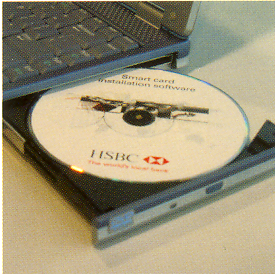 Smart card
installation software
HSBC
The world's local bank